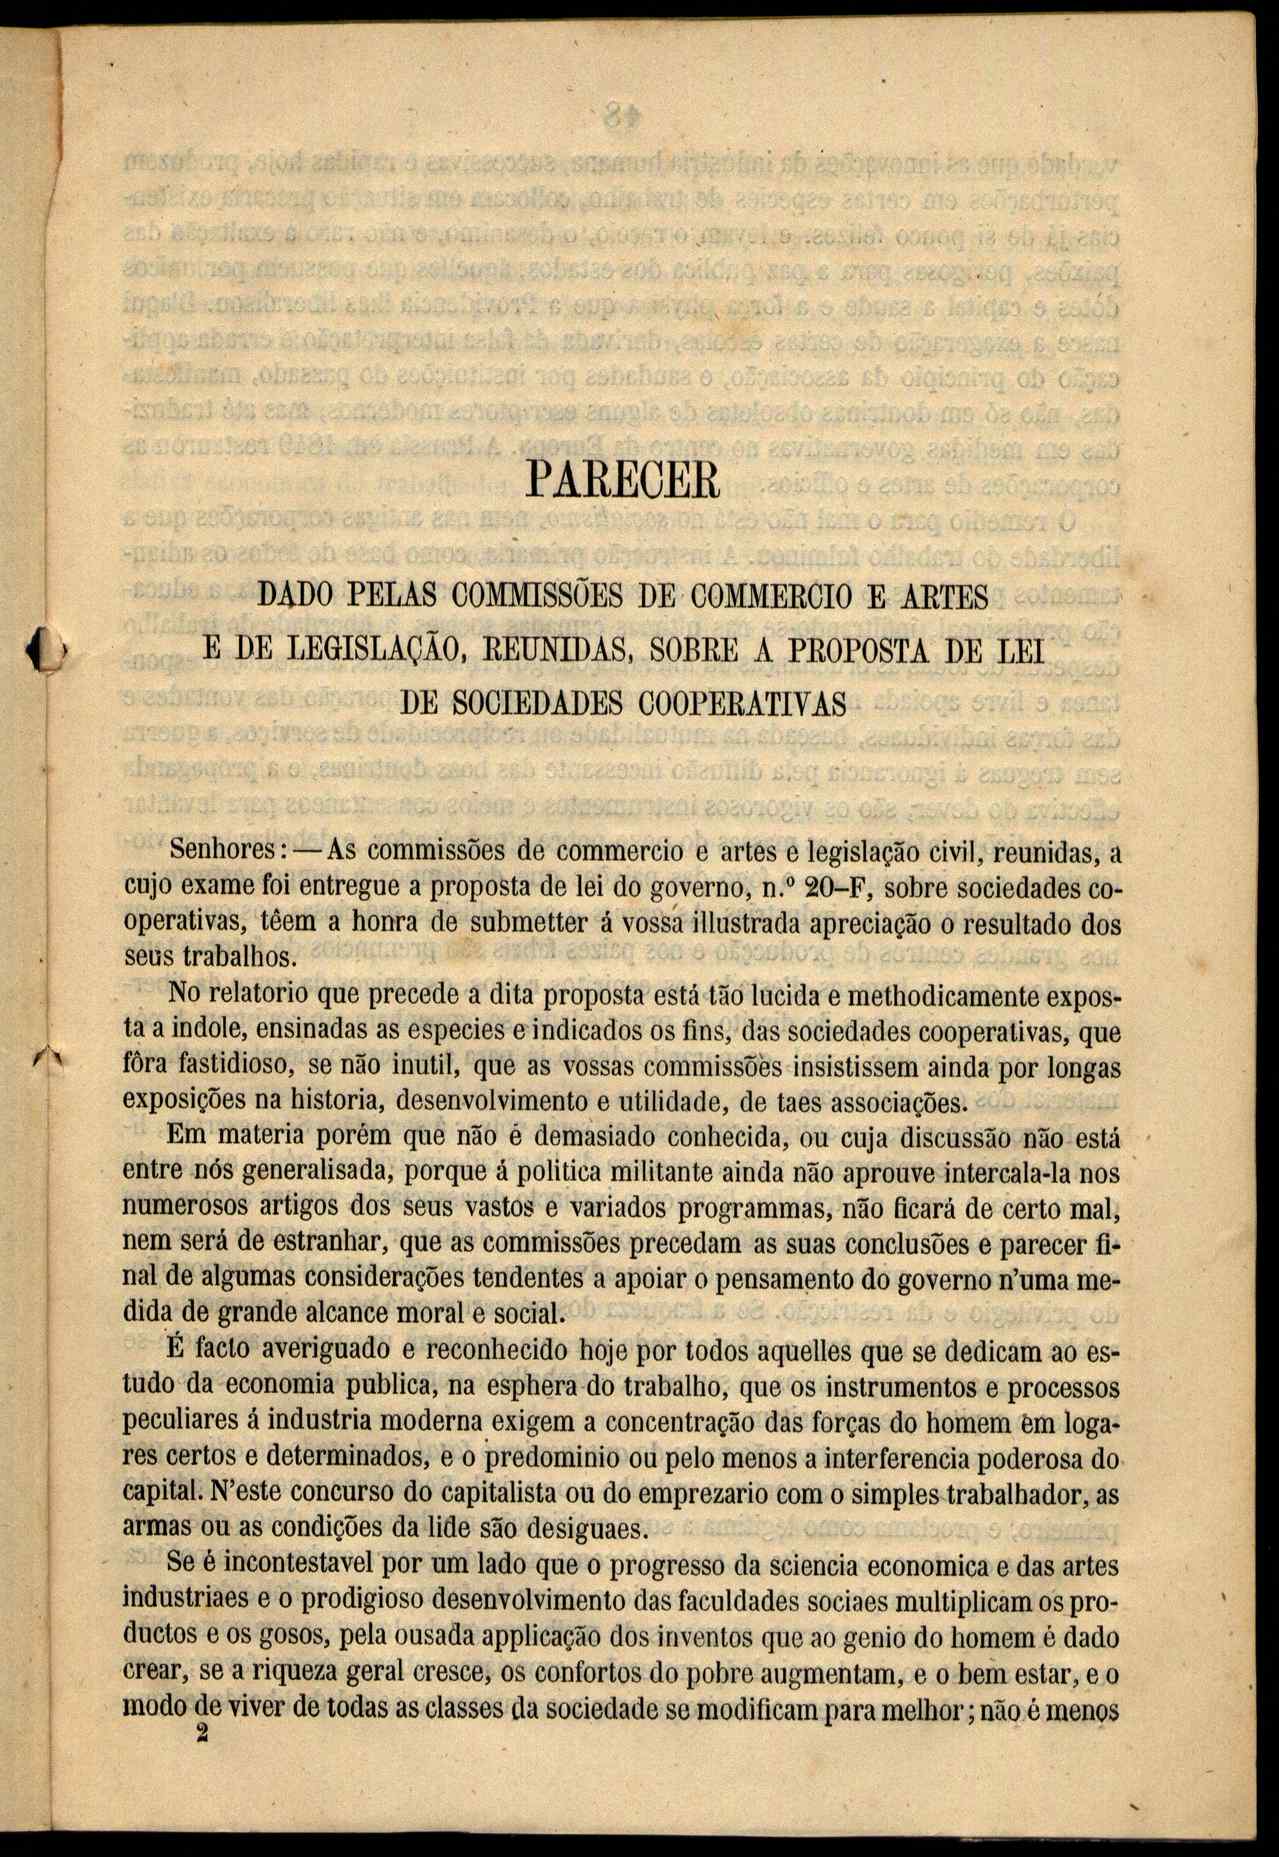 PARECER
DADO PELAS COMMISSÕES DE COMMERCIO E ARTES
E DE LEGISLAÇÃO, REUNIDAS, SOBRE A PROPOSTA DE LEI
DE SOCIEDADES COOPERATIVAS
Senhores: — As commissões de commercio e artes e legislação civil, reunidas, a
cujo exame foi entregue a proposta de lei do governo, n.º 20–F, sobre sociedades co-
operativas, têem a honra de submetter á vossa illustrada apreciação o resultado dos
seus trabalhos.
No relatorio que precede a dita proposta está tão lucida e methodicamente expos-
ta a indole, ensinadas as especies e indicados os fins, das sociedades cooperativas, que
fôra fastidioso, se não inutil, que as vossas commissões insistissem ainda por longas
exposições na historia, desenvolvimento e utilidade, de taes associações.
Em materia porém que não é demasiado conhecida, ou cuja discussão não está
entre nós generalisada, porque á politica militante ainda não aprouve intercala-la nos
numerosos artigos dos seus vastos e variados programmas, não ficará de certo mal,
nem será de estranhar, que as commissões precedam as suas conclusões e parecer fi-
nal de algumas considerações tendentes a apoiar o pensamento do governo n'uma me-
dida de grande alcance moral e social.
É facto averiguado e reconhecido hoje por todos aquelles que se dedicam ao es-
tudo da economia publica, na esphera do trabalho, que os instrumentos e processos
peculiares á industria moderna exigem a concentração das forças do homem em loga-
res certos e determinados, e o predominio ou pelo menos a interferencia poderosa do
capital. N'este concurso do capitalista ou do emprezario com o simples trabalhador, as
armas ou as condições da lide são desiguaes.
Se é incontestavel por um lado que o progresso da sciencia economica e das artes
industriaes e o prodigioso desenvolvimento das faculdades sociaes multiplicam os pro-
ductos e os gosos, pela ousada applicação dos inventos que ao genio do homem é dado
crear, se a riqueza geral cresce, os confortos do pobre augmentam, e o bem estar, e o
modo de viver de todas as classes da sociedade se modificam para melhor; não é menos
2